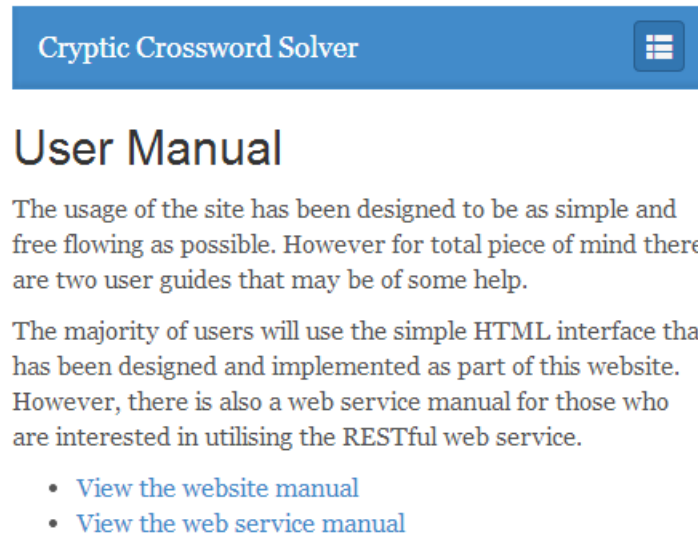 Cryptic Crossword Solver
User Manual
The usage of the site has been designed to be as simple and
free flowing as possible. However for total piece of mind there
are two user guides that may be of some help.
The majority of users will use the simple HTML interface tha
has been designed and implemented as part of this website.
However, there is also a web service manual for those who
are interested in utilising the RESTful web service.
• View the website manual
• View the web service manual